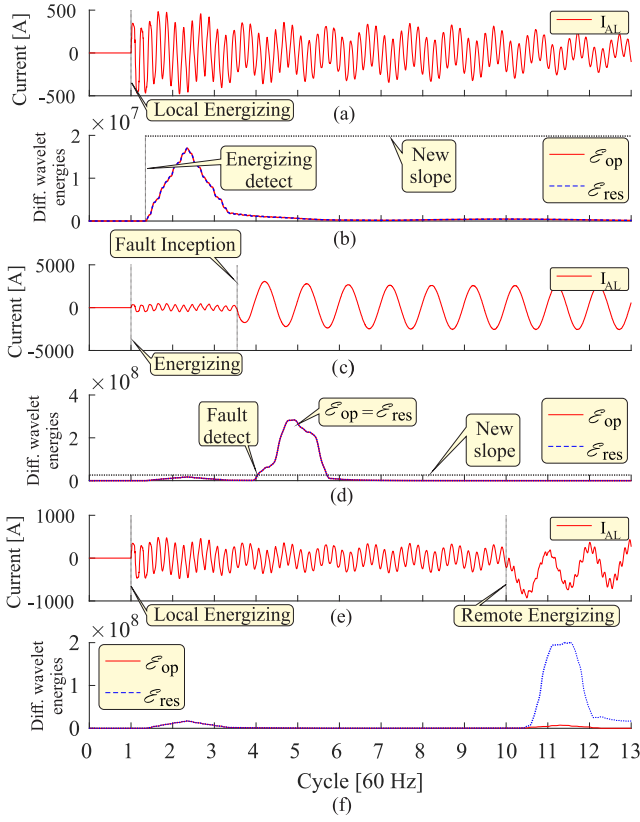 500
0
-500
Current [A]
I_AL
Local Energizing
(a)
×10^7
2
1
0
Diff. wavelet
energies
Energizing
detect
New
slope
ℰ_op
ℰ_res
(b)
Fault Inception
5000
0
-5000
Current [A]
I_AL
Energizing
(c)
×10^8
4
2
0
Diff. wavelet
energies
Fault
detect
ℰ_op = ℰ_res
New
slope
ℰ_op
ℰ_res
(d)
1000
0
-1000
Current [A]
I_AL
Local Energizing
Remote Energizing
(e)
×10^8
2
1
0
Diff. wavelet
energies
ℰ_op
ℰ_res
0 1 2 3 4 5 6 7 8 9 10 11 12 13
Cycle [60 Hz]
(f)